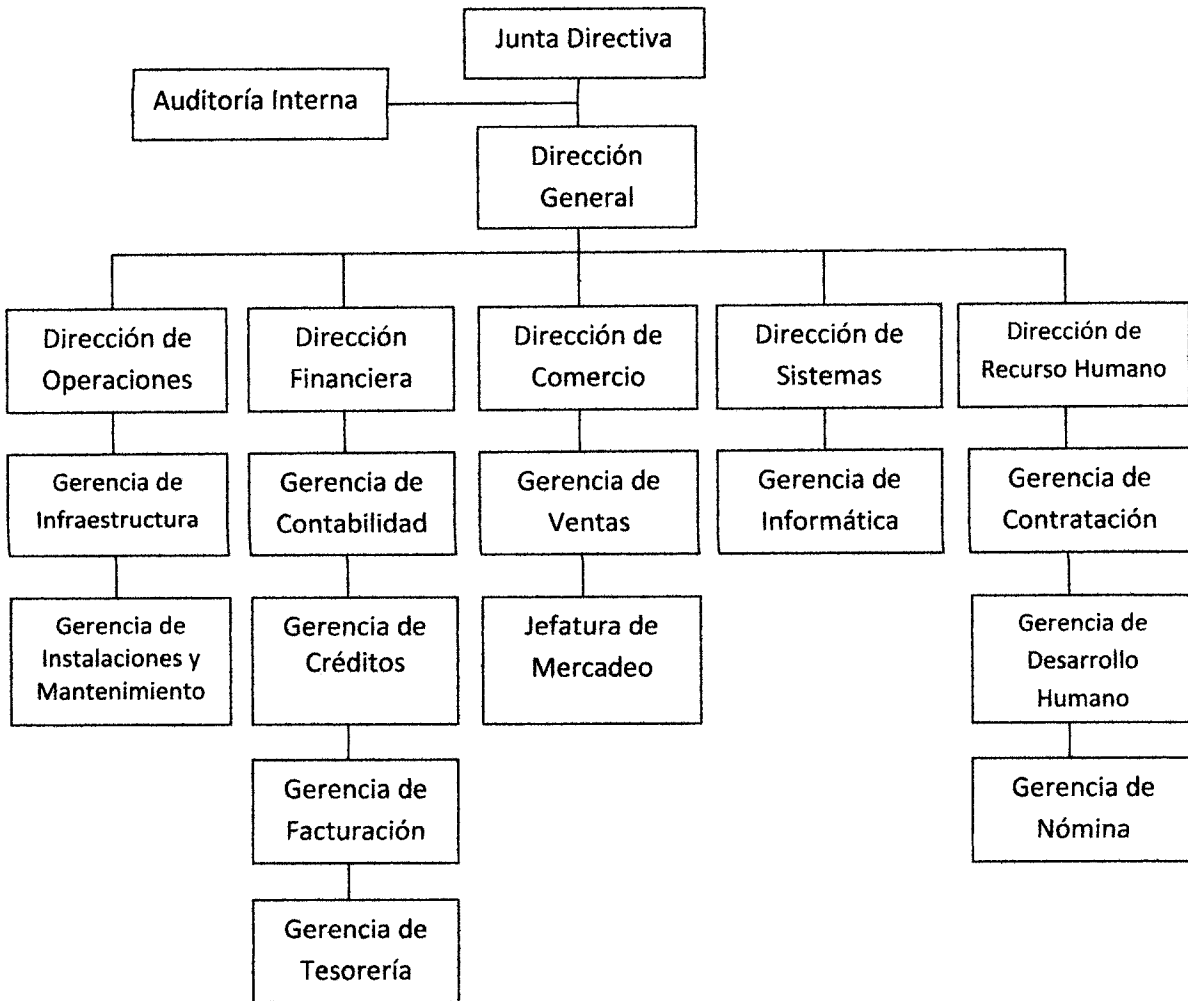 Junta Directiva
Auditoría Interna
Dirección
General
Dirección de
Operaciones
Dirección
Financiera
Dirección de
Comercio
Dirección de
Sistemas
Dirección de
Recurso Humano
Gerencia de
Infraestructura
Gerencia de
Contabilidad
Gerencia de
Ventas
Gerencia de
Informática
Gerencia de
Contratación
Gerencia de
Instalaciones y
Mantenimiento
Gerencia de
Créditos
Jefatura de
Mercadeo
Gerencia de
Desarrollo
Humano
Gerencia de
Facturación
Gerencia de
Nómina
Gerencia de
Tesorería